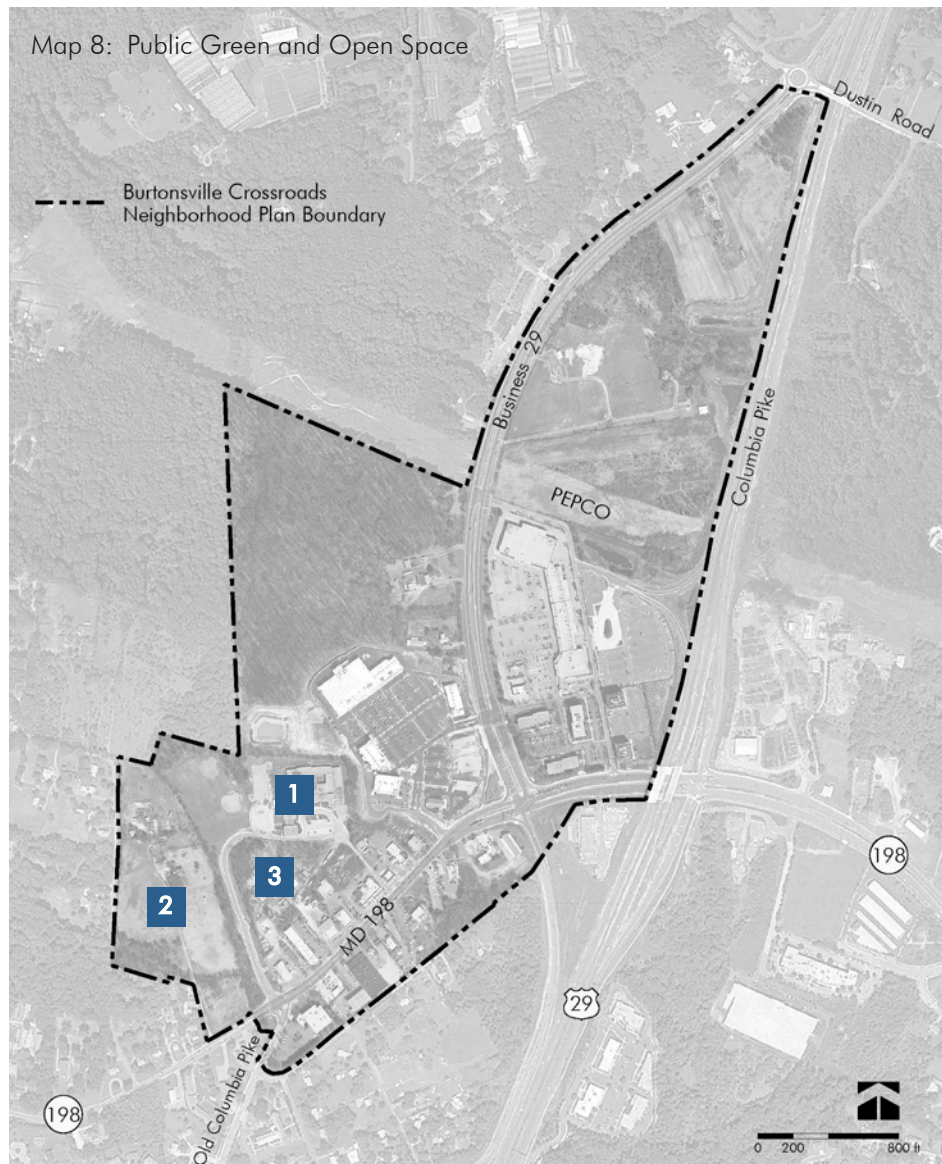 Map 8: Public Green and Open Space
Dustin Road
Burtonsville Crossroads
Neighborhood Plan Boundary
Business 29
Columbia Pike
PEPCO
1
198
3
2
MD 198
29
Old Columbia Pike
198
0 200 800 ft